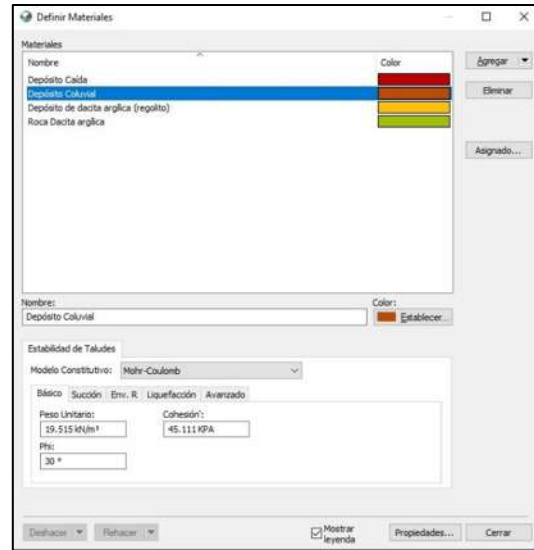 Definir Materiales
Materiales
Nombre Color
Depósito Caída
Depósito Coluvial
Depósito de dacita argílica (regolito)
Roca Dacita argílica
Agregar
Eliminar
Asignado...
Nombre: Color:
Depósito Coluvial Establecer...
Estabilidad de Taludes
Modelo Constitutivo: Mohr-Coulomb
Básico Succión Env. R Liquefacción Avanzado
Peso Unitario: Cohesión':
19.515 kN/m³ 45.111 KPA
Phi:
30 °
Deshacer Rehacer Mostrar leyenda Propiedades... Cerrar